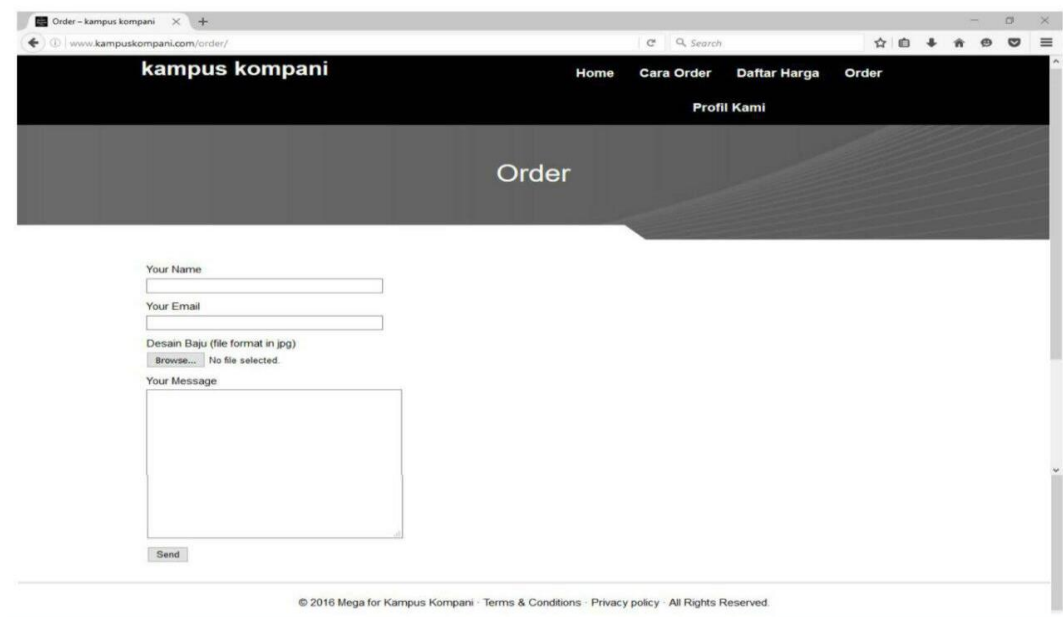 Order – kampus kompani
www.kampuskompani.com/order/
Search
kampus kompani
Home Cara Order Daftar Harga Order
Profil Kami
Order
Your Name
Your Email
Desain Baju (file format in jpg)
Browse... No file selected.
Your Message
Send
© 2016 Mega for Kampus Kompani · Terms & Conditions · Privacy policy · All Rights Reserved.